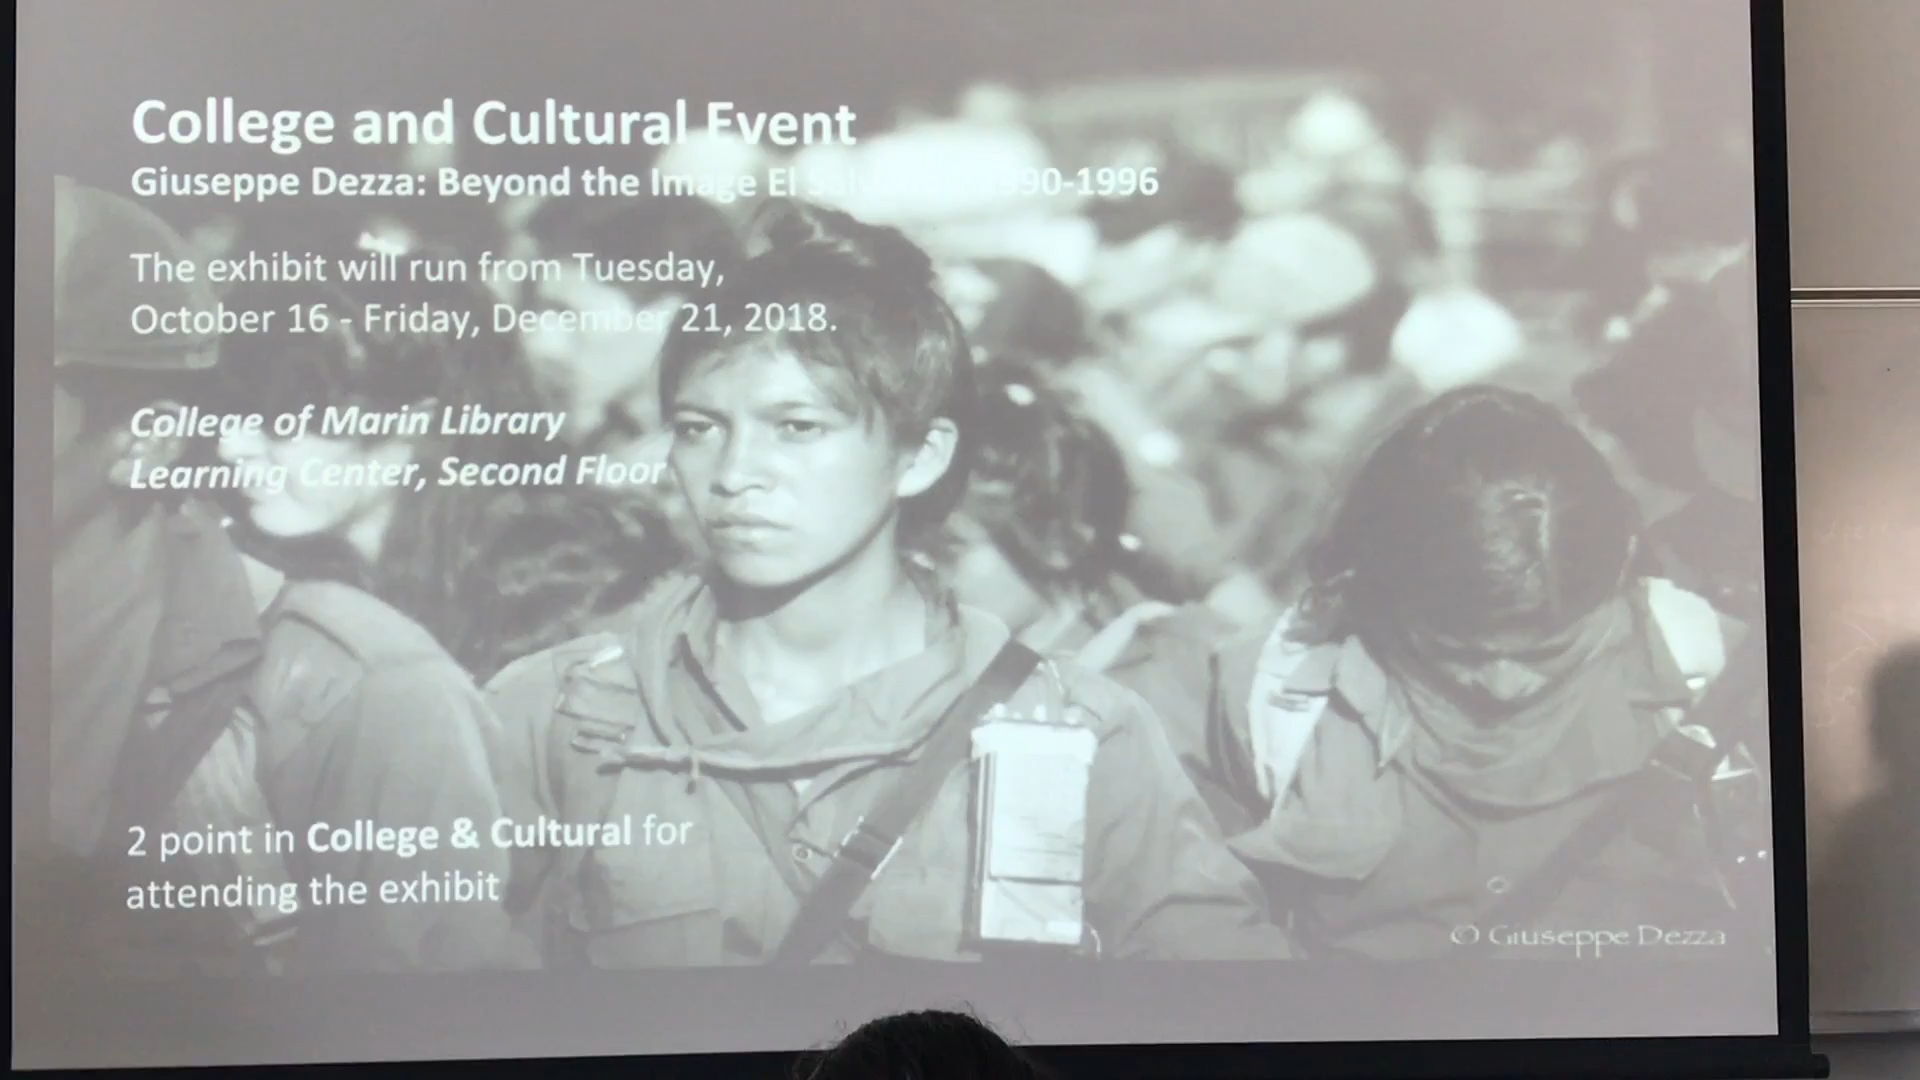 College and Cultural Event
Giuseppe Dezza: Beyond the Image El Salvador 1990-1996
The exhibit will run from Tuesday,
October 16 - Friday, December 21, 2018.
College of Marin Library
Learning Center, Second Floor
2 point in College & Cultural for
attending the exhibit
© Giuseppe Dezza